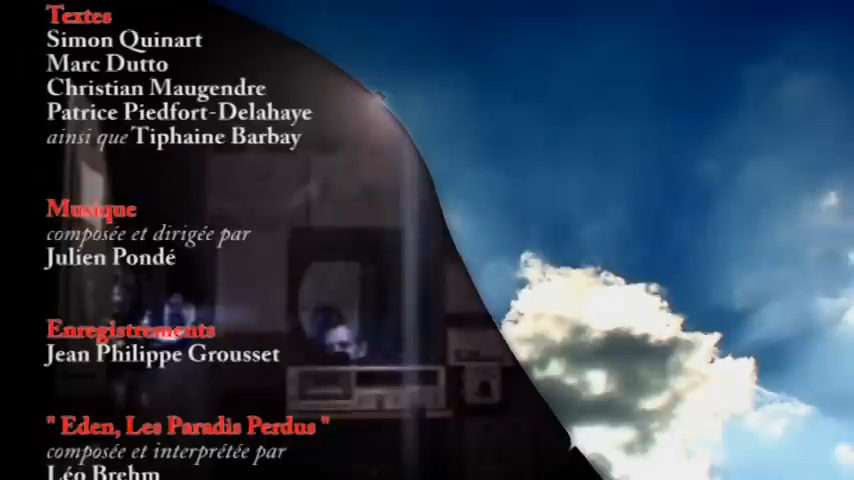 Textes
Simon Quinart
Marc Dutto
Christian Maugendre
Patrice Piedfort-Delahaye
ainsi que Tiphaine Barbay
Musique
composée et dirigée par
Julien Pondé
Enregistrements
Jean Philippe Grousset
" Eden, Les Paradis Perdus "
composée et interprétée par
Léo Brehm